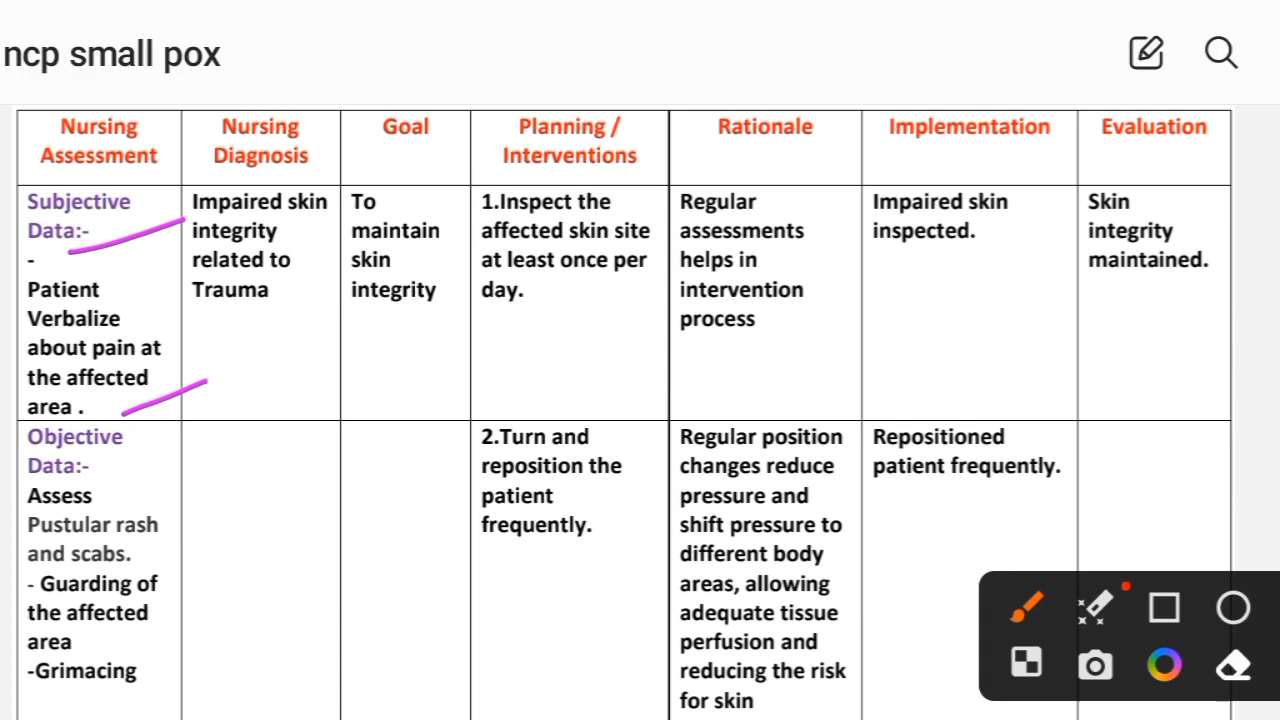 ncp small pox
Nursing
Assessment
Nursing
Diagnosis
Goal
Planning /
Interventions
Rationale
Implementation
Evaluation
Subjective
Data:-
-
Patient
Verbalize
about pain at
the affected
area .
Impaired skin
integrity
related to
Trauma
To
maintain
skin
integrity
1.Inspect the
affected skin site
at least once per
day.
Regular
assessments
helps in
intervention
process
Impaired skin
inspected.
Skin
integrity
maintained.
Objective
Data:-
Assess
Pustular rash
and scabs.
- Guarding of
the affected
area
-Grimacing
2.Turn and
reposition the
patient
frequently.
Regular position
changes reduce
pressure and
shift pressure to
different body
areas, allowing
adequate tissue
perfusion and
reducing the risk
for skin
Repositioned
patient frequently.